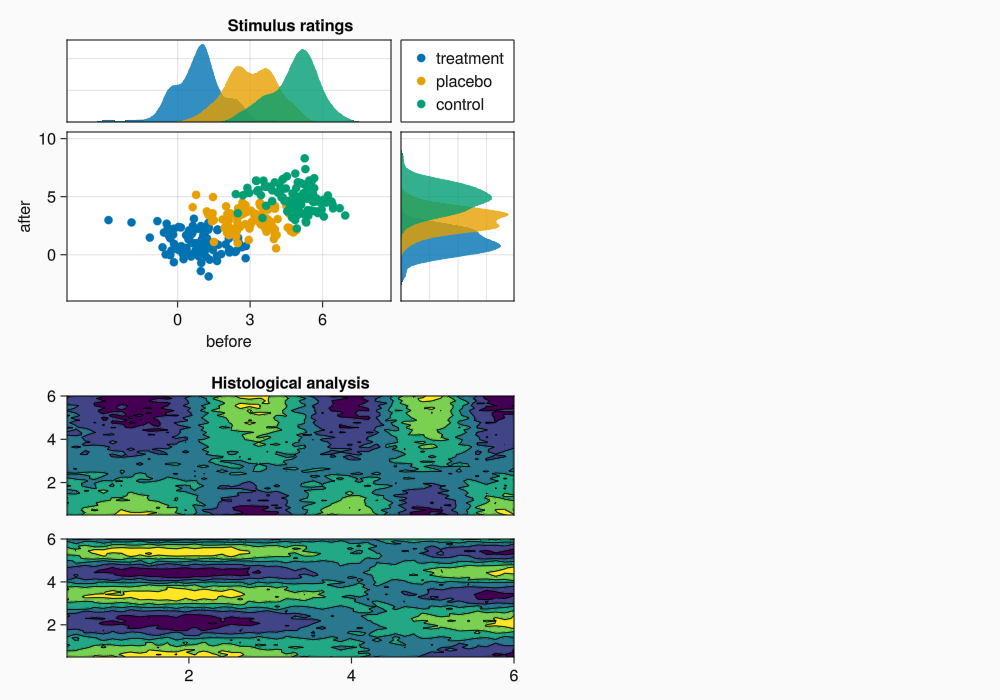 Stimulus ratings
treatment
placebo
control
10
5
0
after
0 3 6
before
Histological analysis
6
4
2
6
4
2
2 4 6